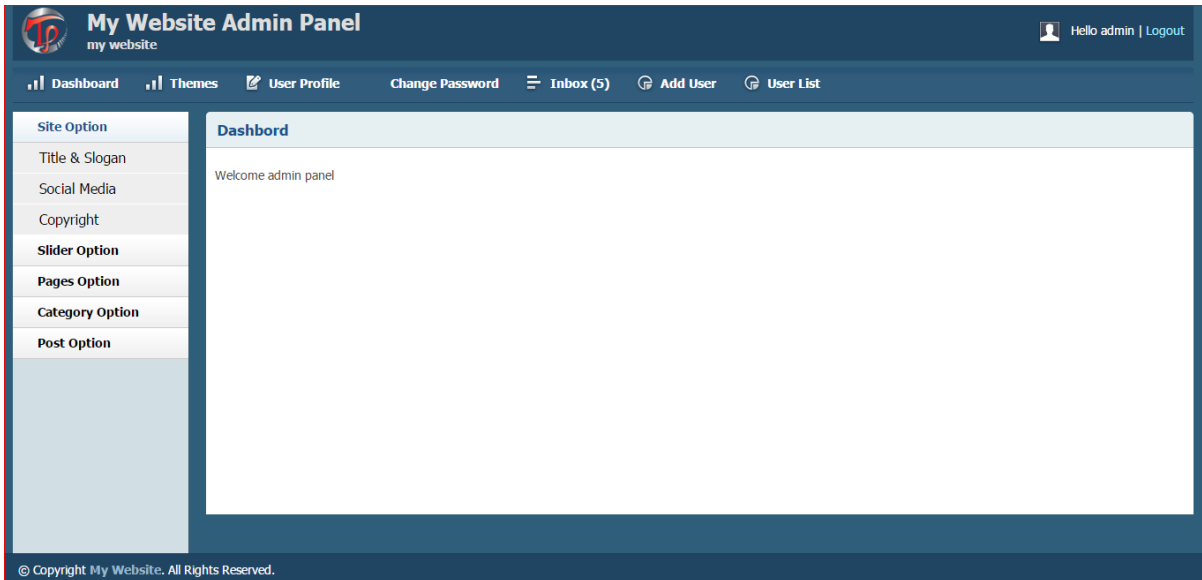 My Website Admin Panel
my website
Hello admin | Logout
Dashboard Themes User Profile Change Password Inbox (5) Add User User List
Site Option
Title & Slogan
Social Media
Copyright
Slider Option
Pages Option
Category Option
Post Option
Dashbord
Welcome admin panel
© Copyright My Website. All Rights Reserved.